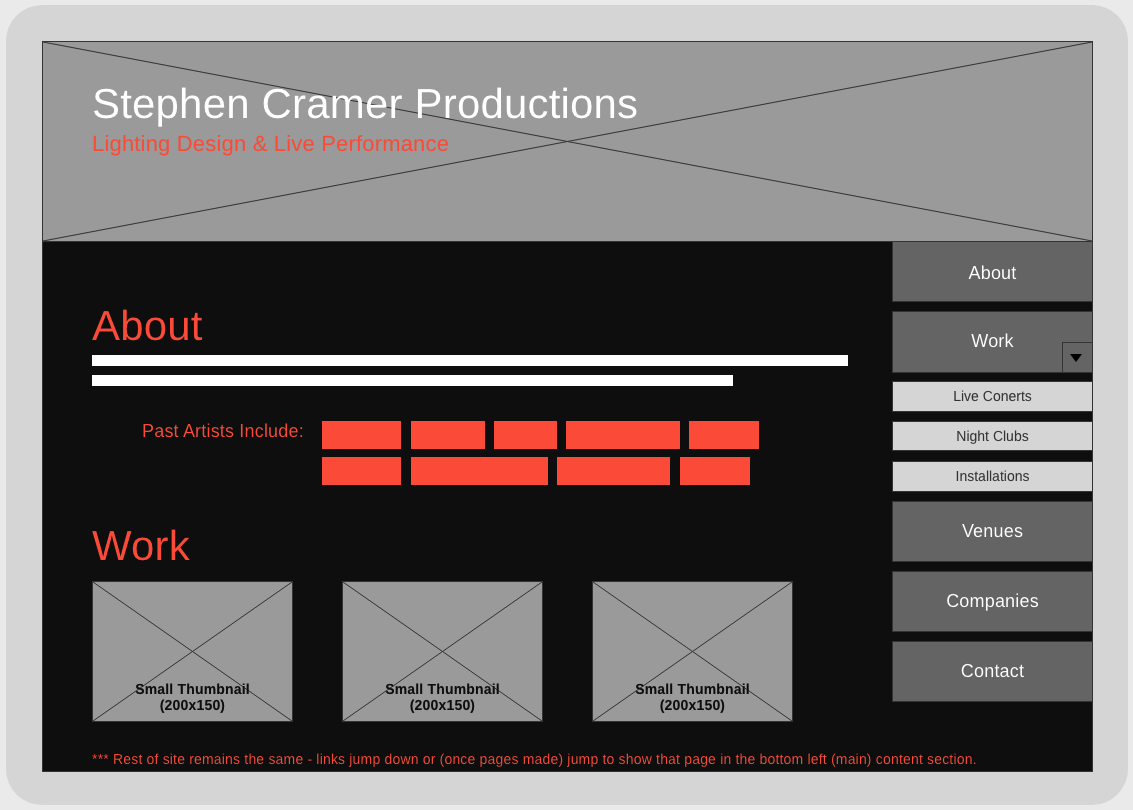 Stephen Cramer Productions
Lighting Design & Live Performance
About
Past Artists Include:
Work
Small Thumbnail
(200x150)
Small Thumbnail
(200x150)
Small Thumbnail
(200x150)
*** Rest of site remains the same - links jump down or (once pages made) jump to show that page in the bottom left (main) content section.
About
Work
Live Conerts
Night Clubs
Installations
Venues
Companies
Contact